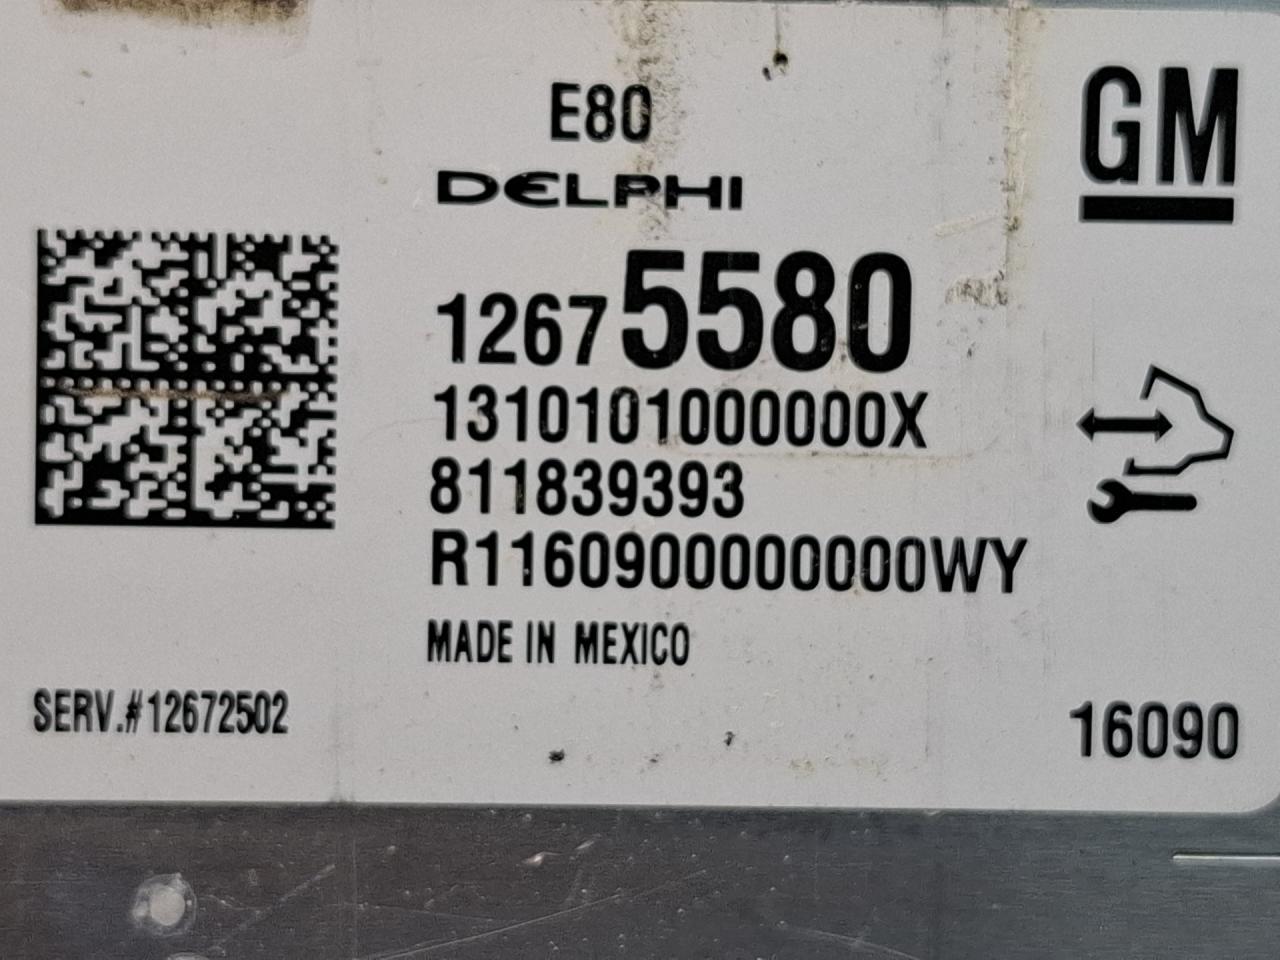 E80
DELPHI
GM
12675580
1310101000000X
811839393
R1160900000000WY
MADE IN MEXICO
SERV.#12672502
16090